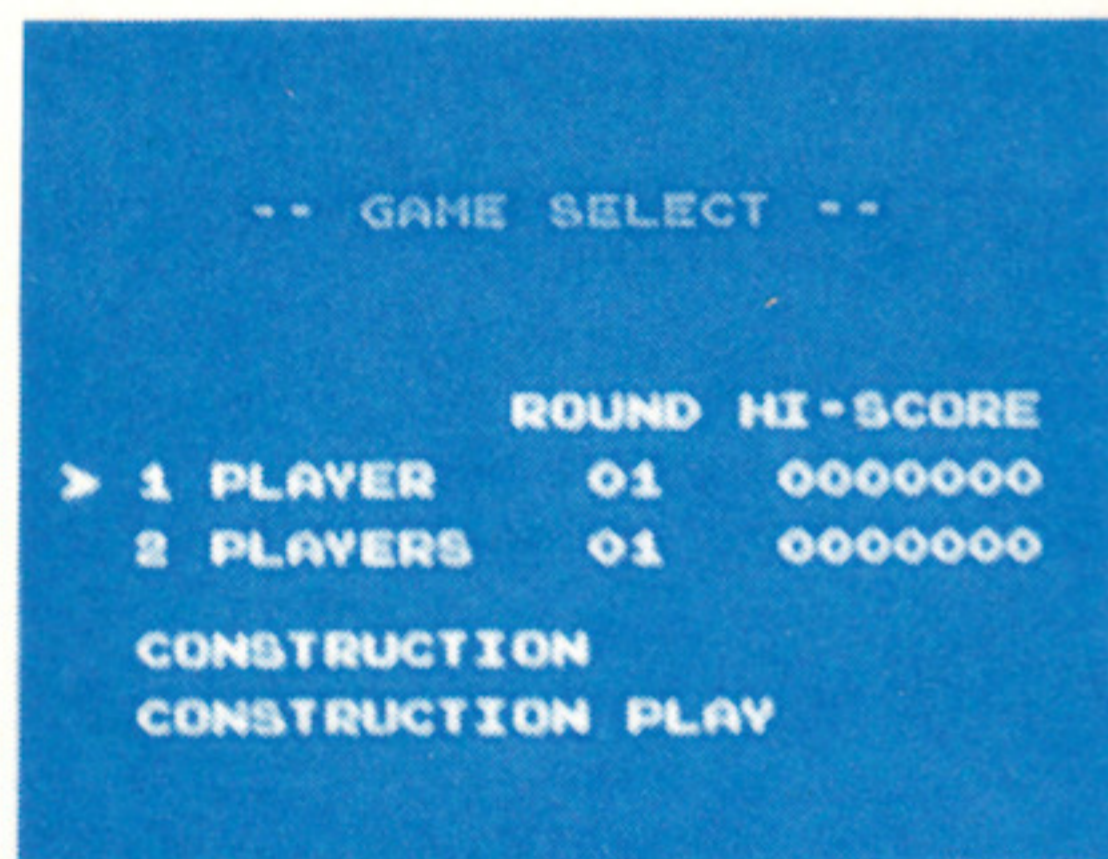 -- GAME SELECT --
ROUND HI-SCORE
> 1 PLAYER 01 0000000
2 PLAYERS 01 0000000
CONSTRUCTION
CONSTRUCTION PLAY